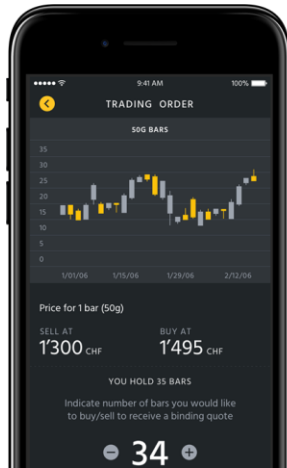 9:41 AM
100%
TRADING ORDER
50G BARS
35
30
25
20
15
10
5
0
1/01/06 1/15/06 1/29/06 2/12/06
Price for 1 bar (50g)
SELL AT BUY AT
1’300 CHF 1’495 CHF
YOU HOLD 35 BARS
Indicate number of bars you would like
to buy/sell to receive a binding quote
34